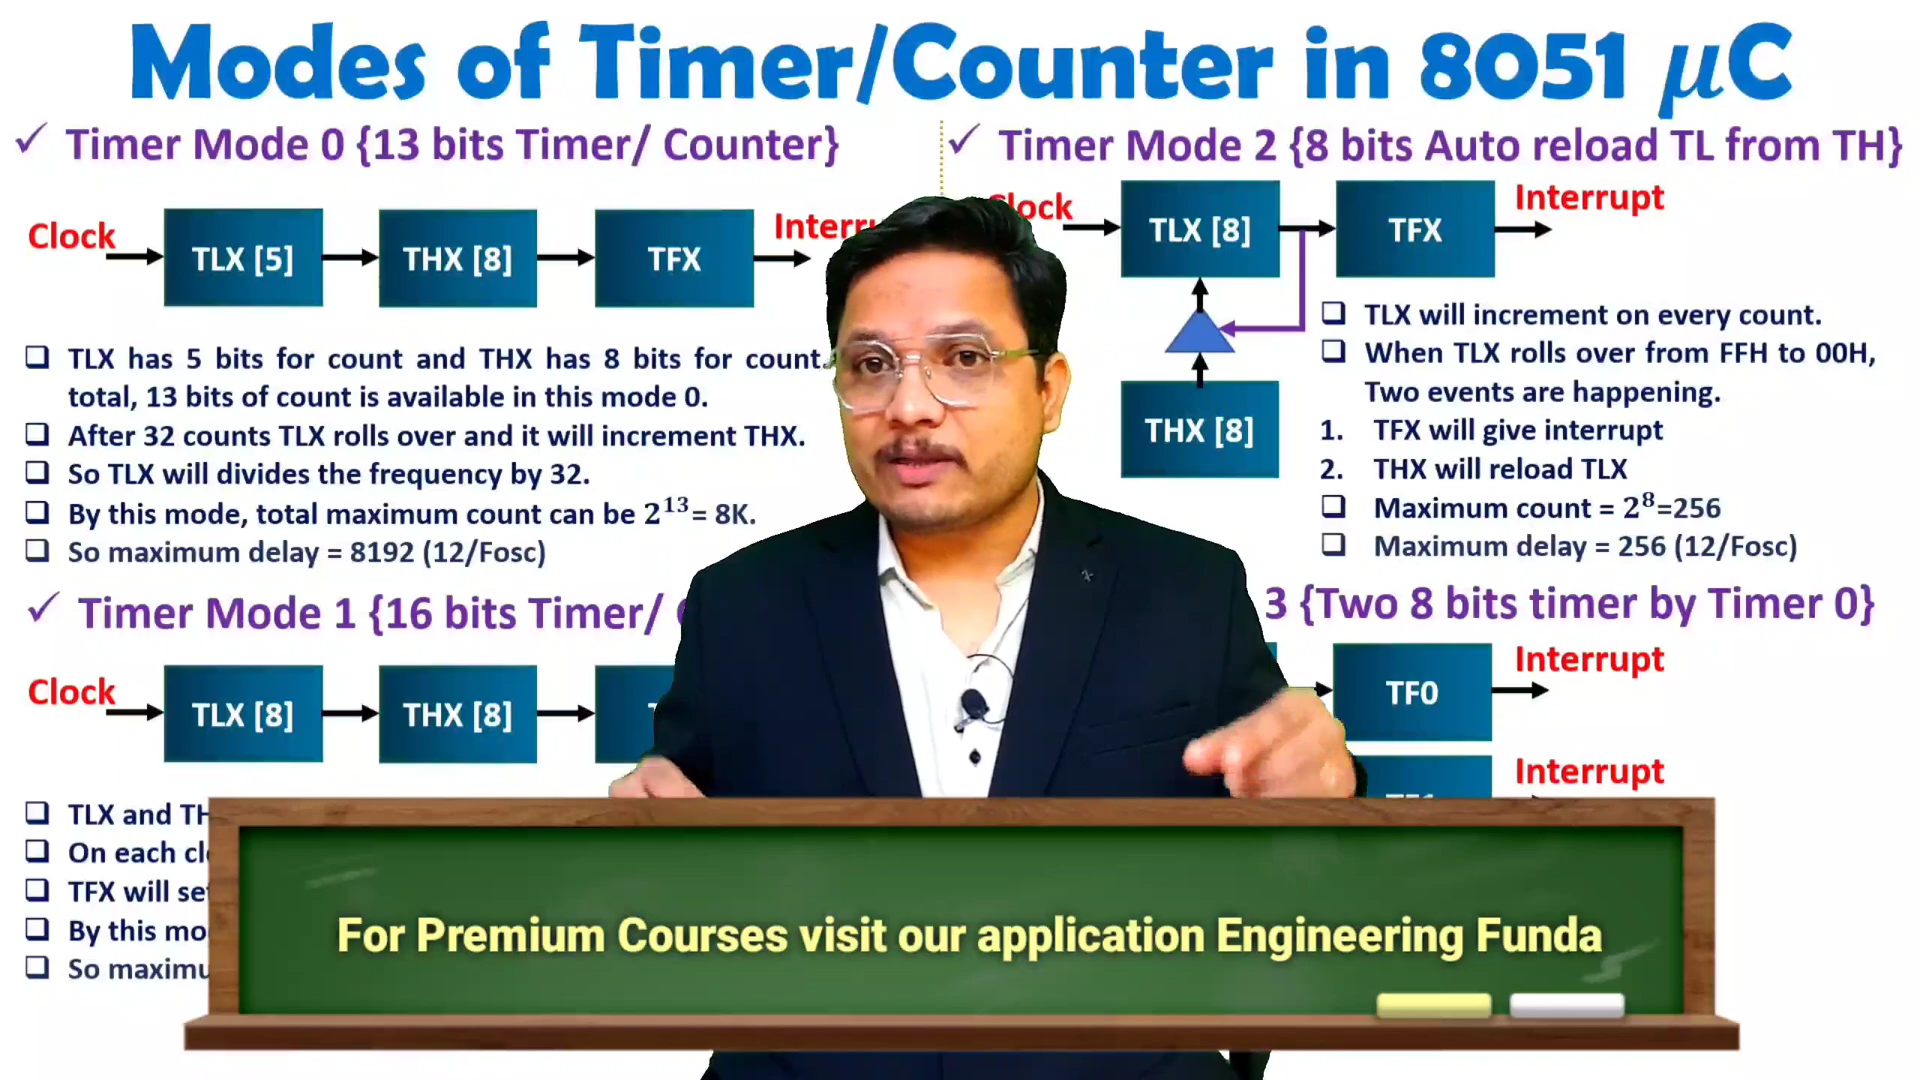 Modes of Timer/Counter in 8051 μC
✓ Timer Mode 0 {13 bits Timer/ Counter}
Clock
TLX [5]
THX [8]
TFX
❑ TLX has 5 bits for count and THX has 8 bits for count.
total, 13 bits of count is available in this mode 0.
❑ After 32 counts TLX rolls over and it will increment THX.
❑ So TLX will divides the frequency by 32.
❑ By this mode, total maximum count can be 2¹³= 8K.
❑ So maximum delay = 8192 (12/Fosc)
✓ Timer Mode 1 {16 bits Timer/
Clock
TLX [8]
THX [8]
❑ TLX and
❑ On each
❑ TFX will
❑ By this
❑ So
✓ Timer Mode 2 {8 bits Auto reload TL from TH}
Clock
TLX [8]
TFX
Interrupt
THX [8]
❑ TLX will increment on every count.
❑ When TLX rolls over from FFH to 00H,
Two events are happening.
1. TFX will give interrupt
2. THX will reload TLX
❑ Maximum count = 2⁸=256
❑ Maximum delay = 256 (12/Fosc)
3 {Two 8 bits timer by Timer 0}
TF0
Interrupt
Interrupt
For Premium Courses visit our application Engineering Funda